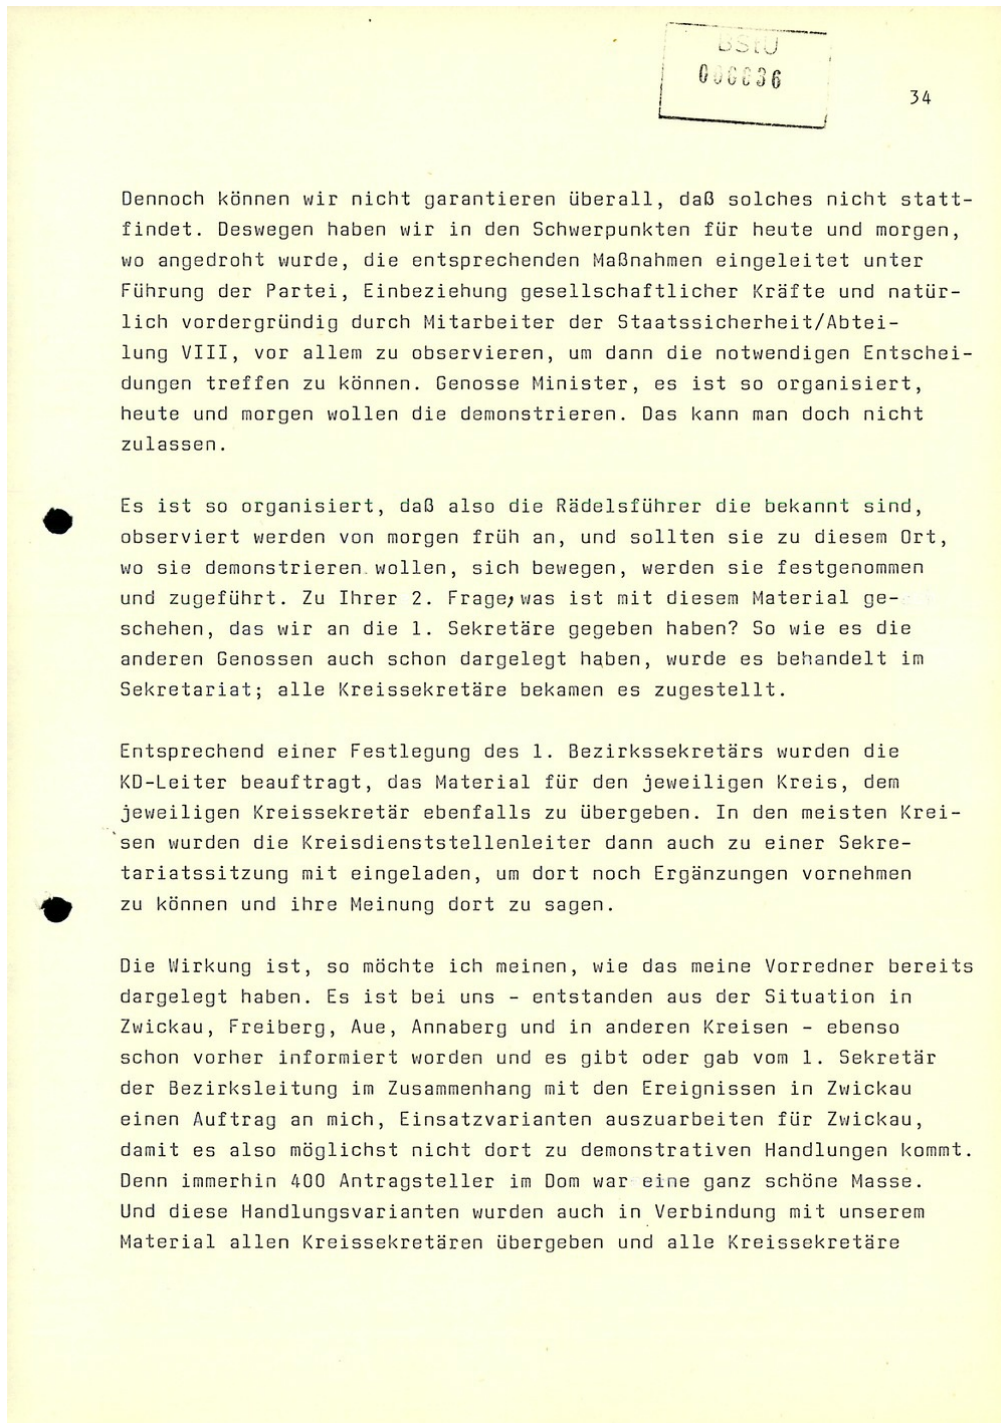 BStU
000036
34
Dennoch können wir nicht garantieren überall, daß solches nicht statt-
findet. Deswegen haben wir in den Schwerpunkten für heute und morgen,
wo angedroht wurde, die entsprechenden Maßnahmen eingeleitet unter
Führung der Partei, Einbeziehung gesellschaftlicher Kräfte und natür-
lich vordergründig durch Mitarbeiter der Staatssicherheit/Abtei-
lung VIII, vor allem zu observieren, um dann die notwendigen Entschei-
dungen treffen zu können. Genosse Minister, es ist so organisiert,
heute und morgen wollen die demonstrieren. Das kann man doch nicht
zulassen.
Es ist so organisiert, daß also die Rädelsführer die bekannt sind,
observiert werden von morgen früh an, und sollten sie zu diesem Ort,
wo sie demonstrieren wollen, sich bewegen, werden sie festgenommen
und zugeführt. Zu Ihrer 2. Frage, was ist mit diesem Material ge-
schehen, das wir an die 1. Sekretäre gegeben haben? So wie es die
anderen Genossen auch schon dargelegt haben, wurde es behandelt im
Sekretariat; alle Kreissekretäre bekamen es zugestellt.
Entsprechend einer Festlegung des 1. Bezirkssekretärs wurden die
KD-Leiter beauftragt, das Material für den jeweiligen Kreis, dem
jeweiligen Kreissekretär ebenfalls zu übergeben. In den meisten Krei-
sen wurden die Kreisdienststellenleiter dann auch zu einer Sekre-
tariatssitzung mit eingeladen, um dort noch Ergänzungen vornehmen
zu können und ihre Meinung dort zu sagen.
Die Wirkung ist, so möchte ich meinen, wie das meine Vorredner bereits
dargelegt haben. Es ist bei uns - entstanden aus der Situation in
Zwickau, Freiberg, Aue, Annaberg und in anderen Kreisen - ebenso
schon vorher informiert worden und es gibt oder gab vom 1. Sekretär
der Bezirksleitung im Zusammenhang mit den Ereignissen in Zwickau
einen Auftrag an mich, Einsatzvarianten auszuarbeiten für Zwickau,
damit es also möglichst nicht dort zu demonstrativen Handlungen kommt.
Denn immerhin 400 Antragsteller im Dom war eine ganz schöne Masse.
Und diese Handlungsvarianten wurden auch in Verbindung mit unserem
Material allen Kreissekretären übergeben und alle Kreissekretäre